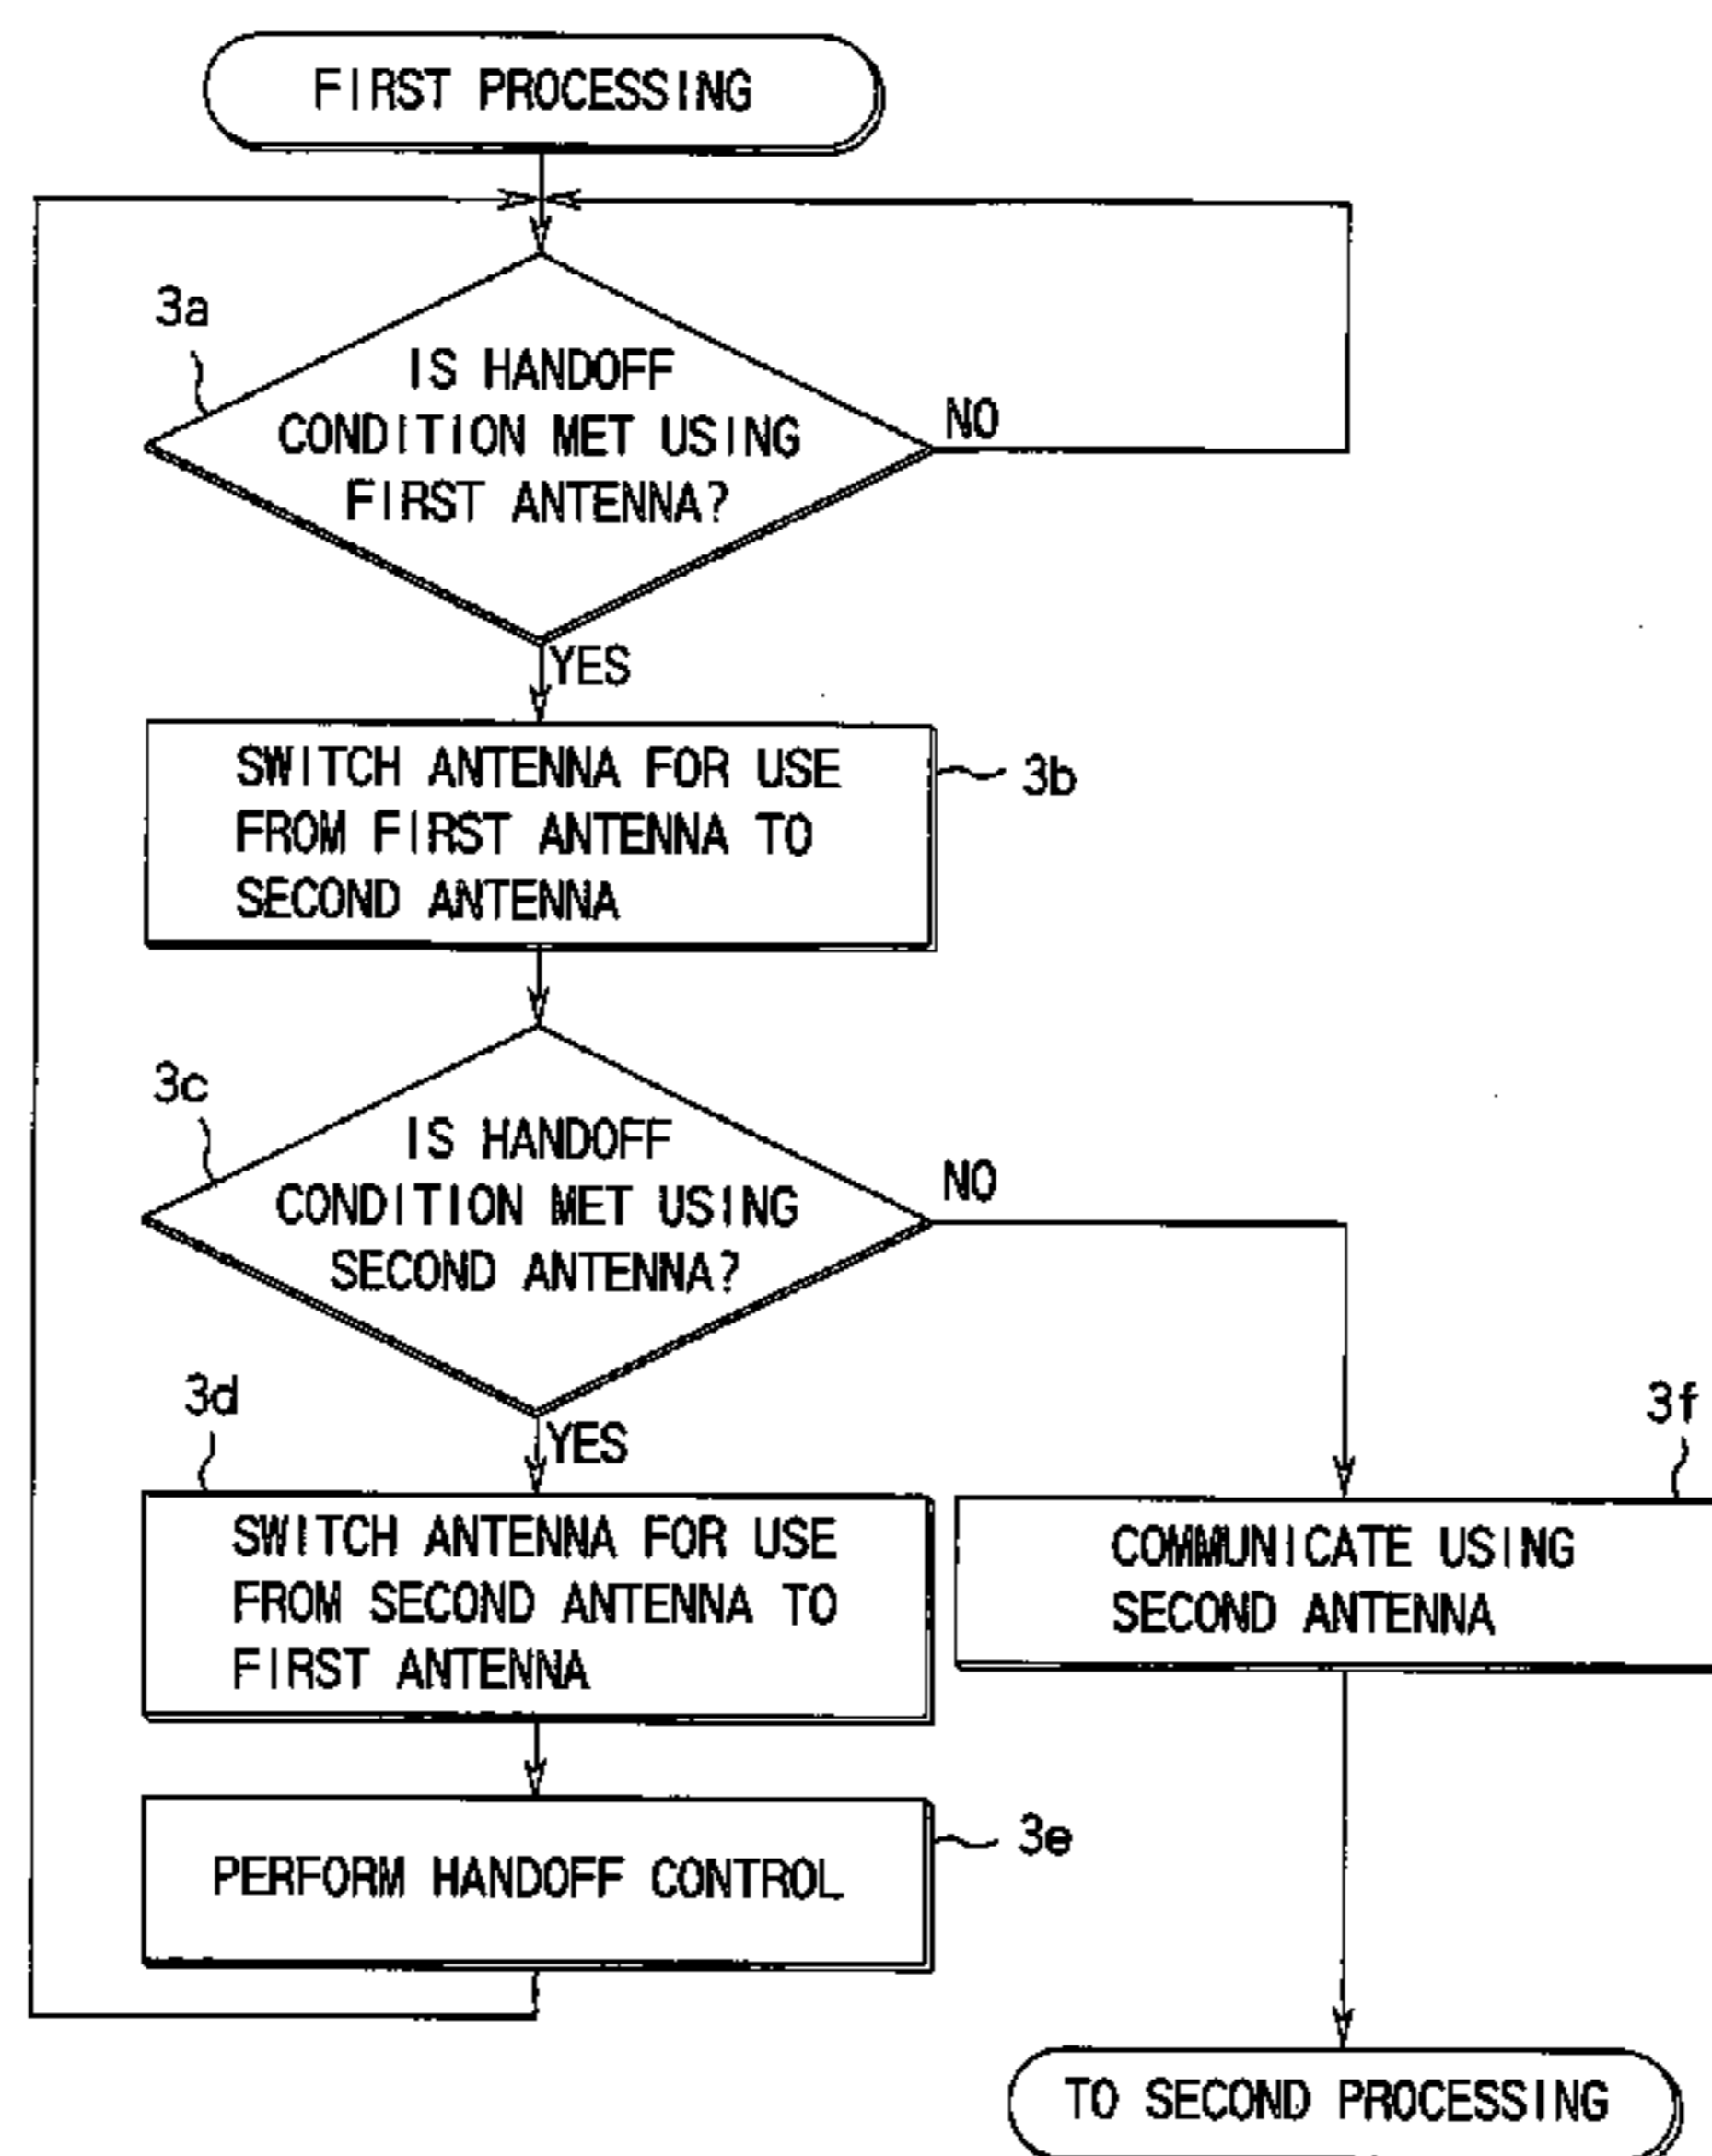 FIRST PROCESSING
3a
IS HANDOFF
CONDITION MET USING
FIRST ANTENNA?
NO
YES
SWITCH ANTENNA FOR USE
FROM FIRST ANTENNA TO
SECOND ANTENNA
3b
3c
IS HANDOFF
CONDITION MET USING
SECOND ANTENNA?
NO
YES
3d
SWITCH ANTENNA FOR USE
FROM SECOND ANTENNA TO
FIRST ANTENNA
3f
COMMUNICATE USING
SECOND ANTENNA
PERFORM HANDOFF CONTROL
3e
TO SECOND PROCESSING